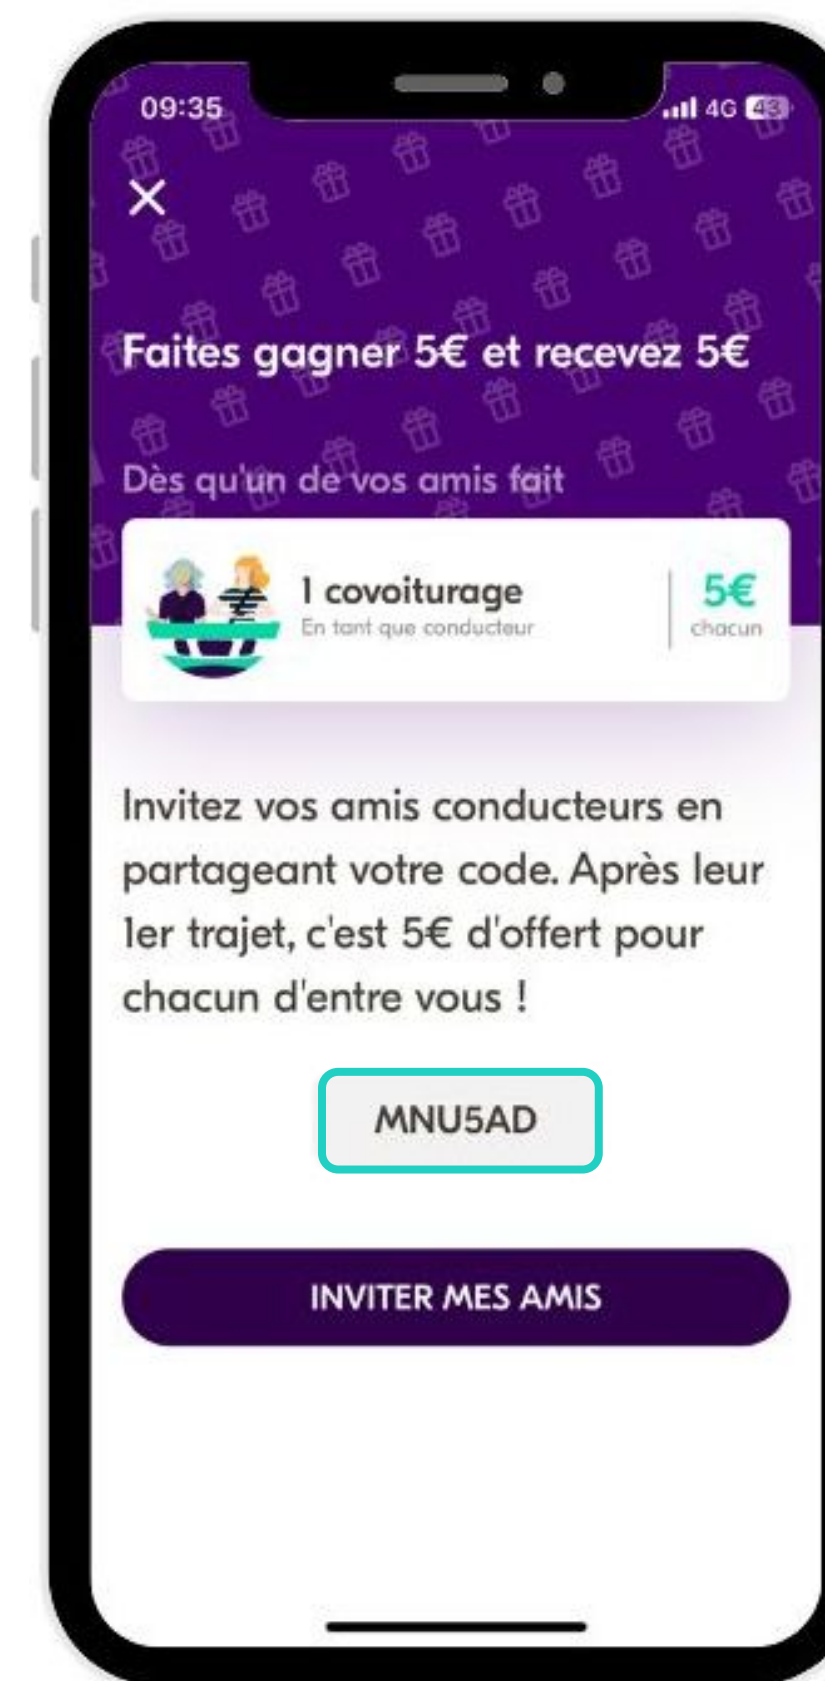 09:35
4G 43
Faites gagner 5€ et recevez 5€
Dès qu'un de vos amis fait
1 covoiturage
En tant que conducteur
5€
chacun
Invitez vos amis conducteurs en
partageant votre code. Après leur
1er trajet, c'est 5€ d'offert pour
chacun d'entre vous !
MNU5AD
INVITER MES AMIS